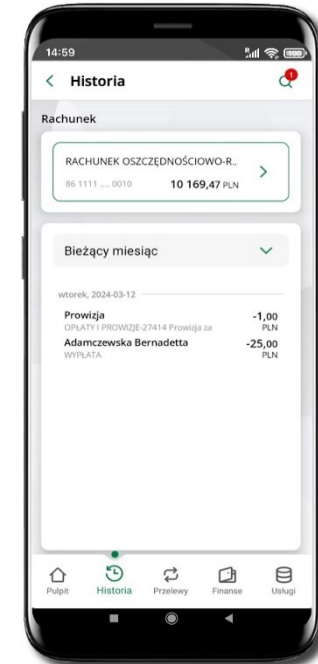 14:59
Historia
1
Rachunek
RACHUNEK OSZCZĘDNOŚCIOWO-R..
86 1111 .... 0010 10 169,47 PLN
Bieżący miesiąc
wtorek, 2024-03-12
Prowizja -1,00
OPŁATY I PROWIZJE-27414 Prowizja za PLN
Adamczewska Bernadetta -25,00
WYPŁATA PLN
Pulpit Historia Przelewy Finanse Usługi